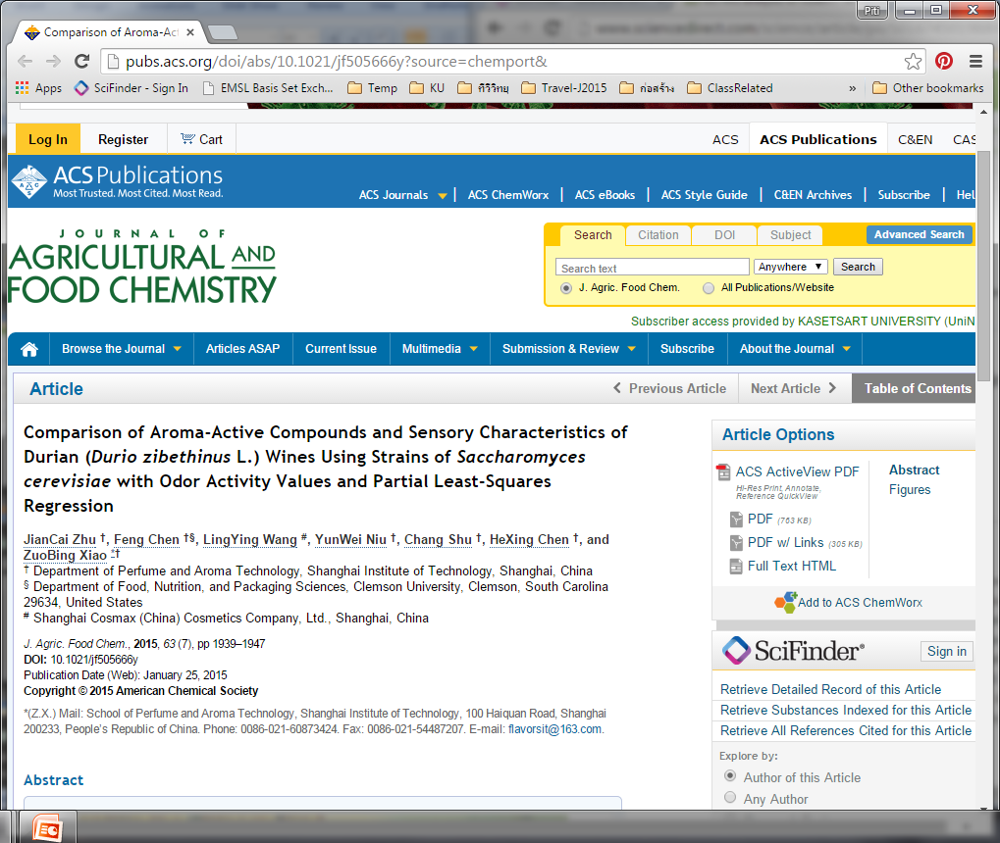 Piti
Comparison of Aroma-Act
pubs.acs.org/doi/abs/10.1021/jf505666y?source=chemport&
Apps SciFinder - Sign In EMSL Basis Set Exch... Temp KU ทีวีวิทยุ Travel-J2015 ก่อสร้าง ClassRelated » Other bookmarks
Log In Register Cart ACS ACS Publications C&EN CAS
ACS Publications
Most Trusted. Most Cited. Most Read.
ACS Journals ACS ChemWorx ACS eBooks ACS Style Guide C&EN Archives Subscribe Hel
JOURNAL OF
AGRICULTURAL AND
FOOD CHEMISTRY
Search Citation DOI Subject Advanced Search
Search text Anywhere Search
J. Agric. Food Chem. All Publications/Website
Subscriber access provided by KASETSART UNIVERSITY (UniN
Browse the Journal Articles ASAP Current Issue Multimedia Submission & Review Subscribe About the Journal
Article Previous Article Next Article Table of Contents
Comparison of Aroma-Active Compounds and Sensory Characteristics of
Durian (Durio zibethinus L.) Wines Using Strains of Saccharomyces
cerevisiae with Odor Activity Values and Partial Least-Squares
Regression
JianCai Zhu †, Feng Chen †§, LingYing Wang #, YunWei Niu †, Chang Shu †, HeXing Chen †, and
ZuoBing Xiao *†
† Department of Perfume and Aroma Technology, Shanghai Institute of Technology, Shanghai, China
§ Department of Food, Nutrition, and Packaging Sciences, Clemson University, Clemson, South Carolina
29634, United States
# Shanghai Cosmax (China) Cosmetics Company, Ltd., Shanghai, China
J. Agric. Food Chem., 2015, 63 (7), pp 1939–1947
DOI: 10.1021/jf505666y
Publication Date (Web): January 25, 2015
Copyright © 2015 American Chemical Society
*(Z.X.) Mail: School of Perfume and Aroma Technology, Shanghai Institute of Technology, 100 Haiquan Road, Shanghai
200233, People's Republic of China. Phone: 0086-021-60873424. Fax: 0086-021-54487207. E-mail: flavorsit@163.com.
Abstract
Article Options
ACS ActiveView PDF
Hi-Res Print, Annotate,
Reference QuickView
PDF (763 KB)
PDF w/ Links (305 KB)
Full Text HTML
Abstract
Figures
Add to ACS ChemWorx
SciFinder® Sign in
Retrieve Detailed Record of this Article
Retrieve Substances Indexed for this Article
Retrieve All References Cited for this Article
Explore by:
Author of this Article
Any Author